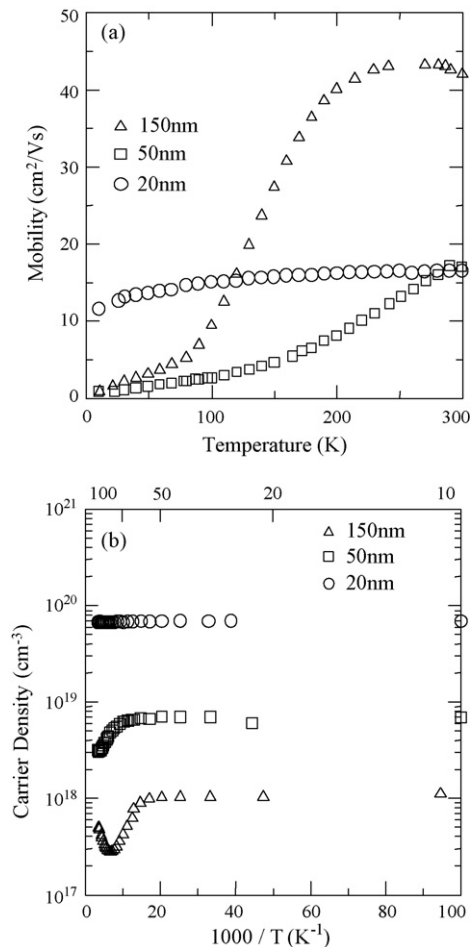 (a)
150nm
50nm
20nm
Mobility (cm²/Vs)
50
40
30
20
10
0
0
100
200
300
Temperature (K)
100
50
20
10
(b)
150nm
50nm
20nm
Carrier Density (cm⁻³)
10²¹
10²⁰
10¹⁹
10¹⁸
10¹⁷
0
20
40
60
80
100
1000 / T (K⁻¹)